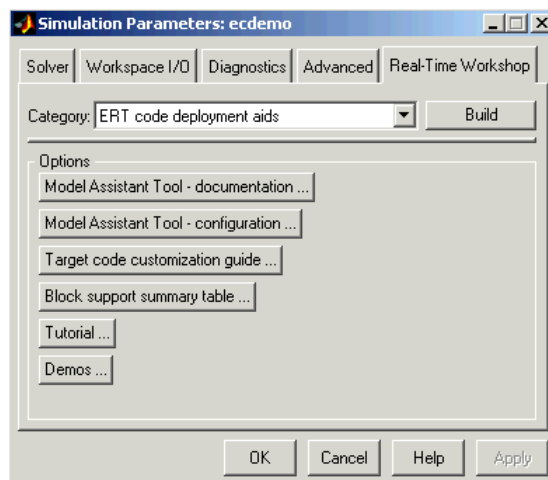 Simulation Parameters: ecdemo
Solver Workspace I/O Diagnostics Advanced Real-Time Workshop
Category: ERT code deployment aids Build
Options
Model Assistant Tool - documentation ...
Model Assistant Tool - configuration ...
Target code customization guide ...
Block support summary table ...
Tutorial ...
Demos ...
OK Cancel Help Apply